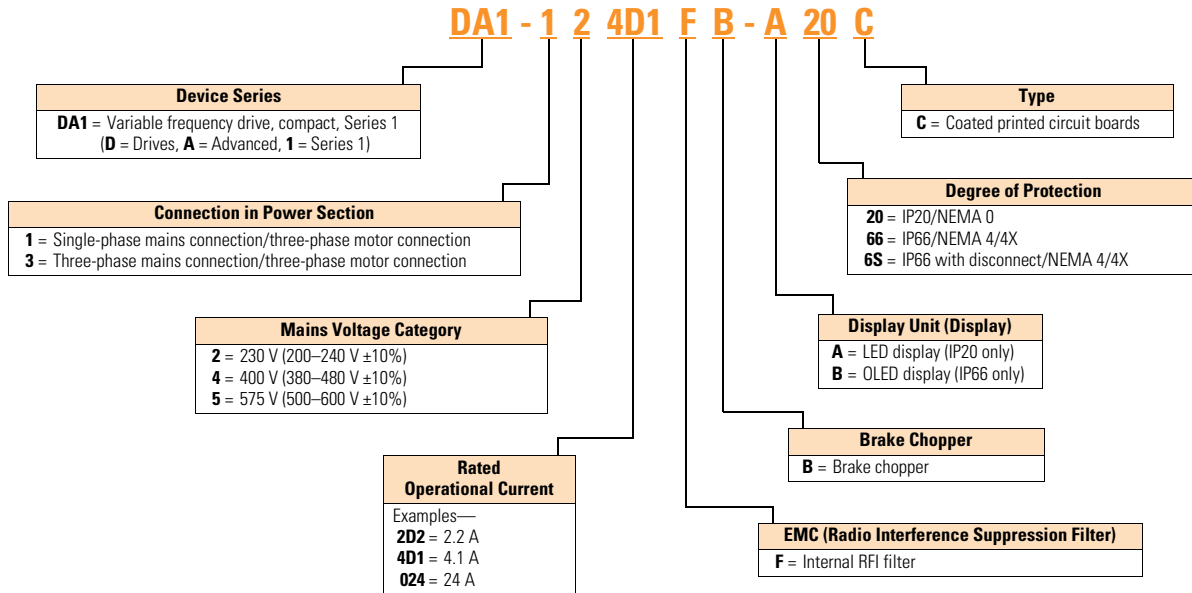 DA1 - 1 2 4D1 F B - A 20 C
Device Series
DA1 = Variable frequency drive, compact, Series 1
(D = Drives, A = Advanced, 1 = Series 1)
Connection in Power Section
1 = Single-phase mains connection/three-phase motor connection
3 = Three-phase mains connection/three-phase motor connection
Mains Voltage Category
2 = 230 V (200–240 V ±10%)
4 = 400 V (380–480 V ±10%)
5 = 575 V (500–600 V ±10%)
Rated
Operational Current
Examples—
2D2 = 2.2 A
4D1 = 4.1 A
024 = 24 A
Type
C = Coated printed circuit boards
Degree of Protection
20 = IP20/NEMA 0
66 = IP66/NEMA 4/4X
6S = IP66 with disconnect/NEMA 4/4X
Display Unit (Display)
A = LED display (IP20 only)
B = OLED display (IP66 only)
Brake Chopper
B = Brake chopper
EMC (Radio Interference Suppression Filter)
F = Internal RFI filter